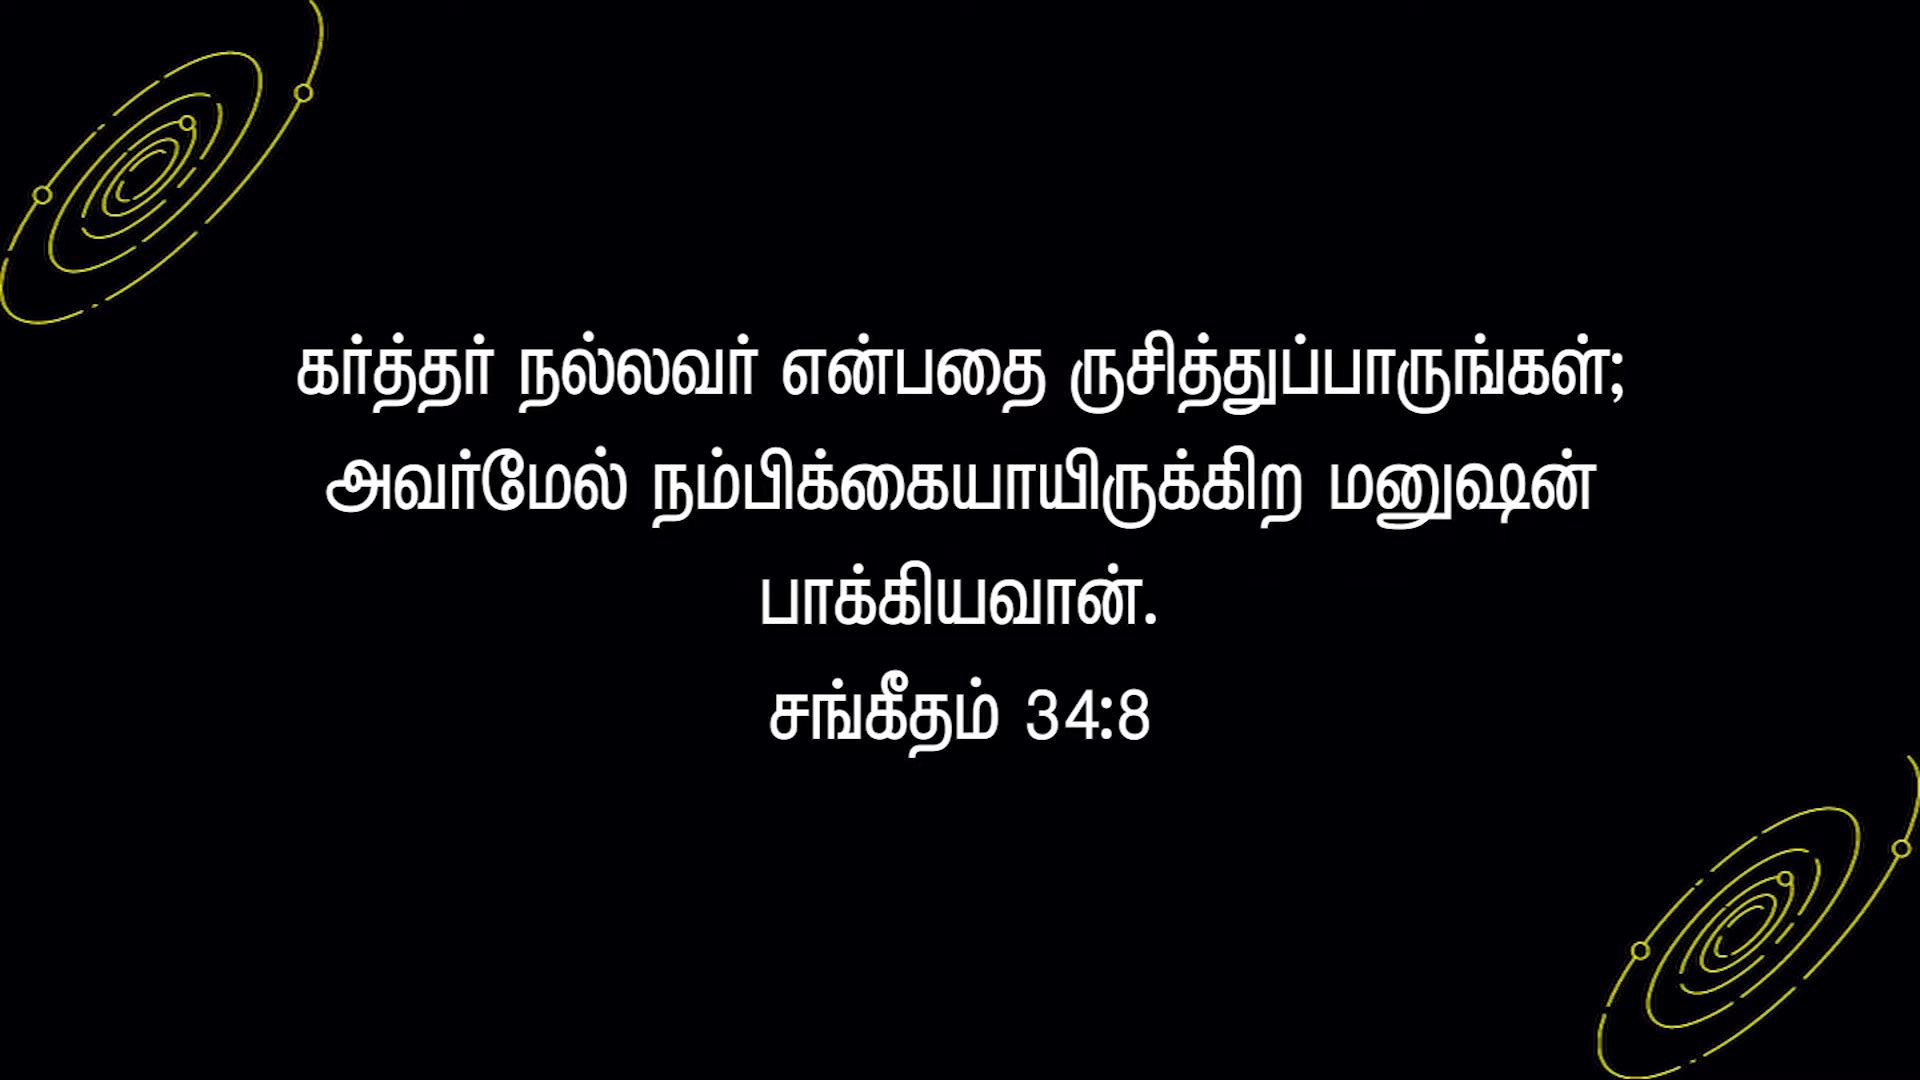 கர்த்தர் நல்லவர் என்பதை ருசித்துப்பாருங்கள்;
அவர்மேல் நம்பிக்கையாயிருக்கிற மனுஷன்
பாக்கியவான்.
சங்கீதம் 34:8